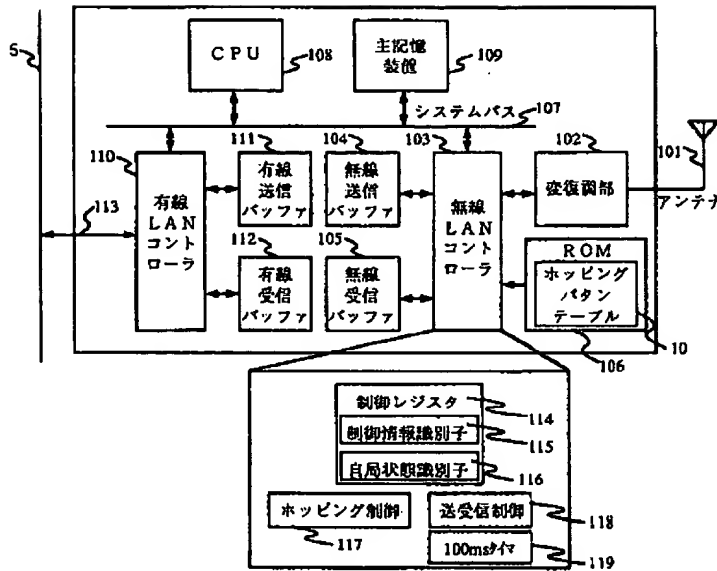 5
CPU
108
主記憶
装置
109
システムバス
107
110
111
104
103
102
101
有線
LAN
コント
ローラ
有線
送信
バッファ
無線
送信
バッファ
無線
LAN
コント
ローラ
変復調部
アンテナ
113
112
有線
受信
バッファ
105
無線
受信
バッファ
ROM
ホッピング
パタン
テーブル
106
10
制御レジスタ
114
制御情報識別子
115
自局状態識別子
116
ホッピング制御
117
送受信制御
118
100msタイマ
119